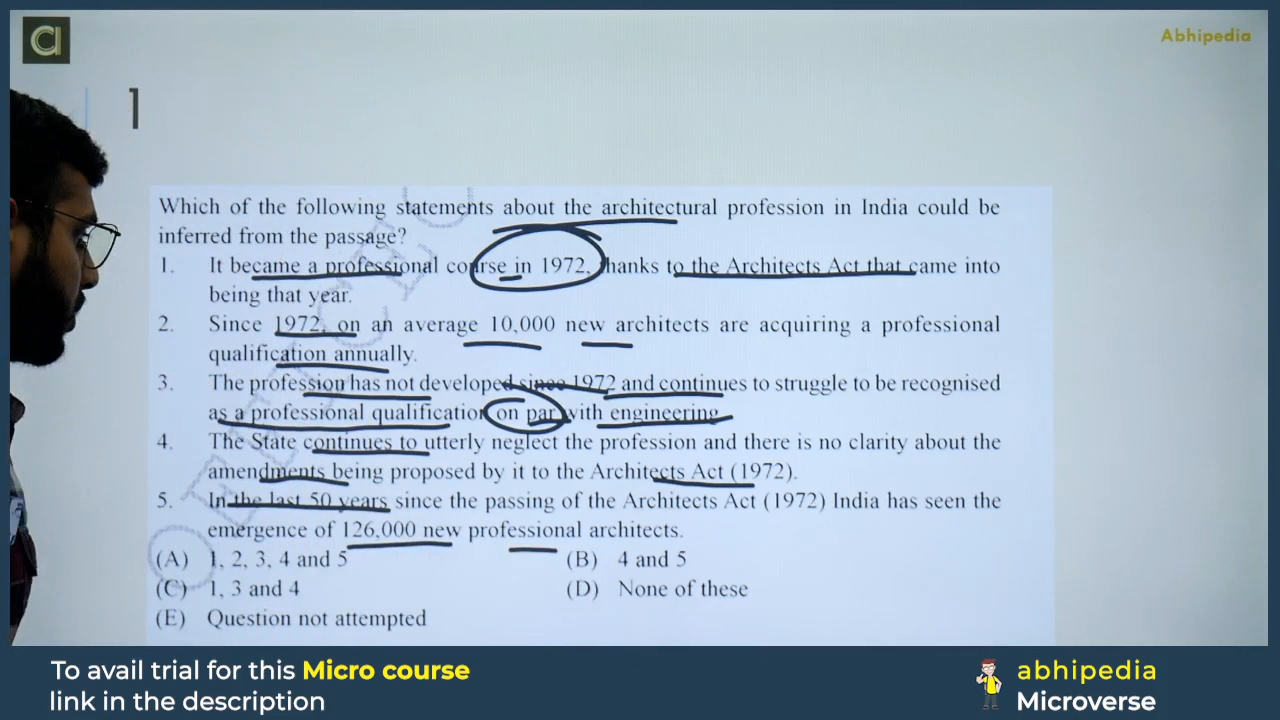 a
Abhipedia
1
Which of the following statements about the architectural profession in India could be
inferred from the passage?
1. It became a professional course in 1972, thanks to the Architects Act that came into
being that year.
2. Since 1972, on an average 10,000 new architects are acquiring a professional
qualification annually.
3. The profession has not developed since 1972 and continues to struggle to be recognised
as a professional qualification on par with engineering.
4. The State continues to utterly neglect the profession and there is no clarity about the
amendments being proposed by it to the Architects Act (1972).
5. In the last 50 years since the passing of the Architects Act (1972) India has seen the
emergence of 126,000 new professional architects.
(A) 1, 2, 3, 4 and 5 (B) 4 and 5
(C) 1, 3 and 4 (D) None of these
(E) Question not attempted
To avail trial for this Micro course
link in the description
abhipedia
Microverse